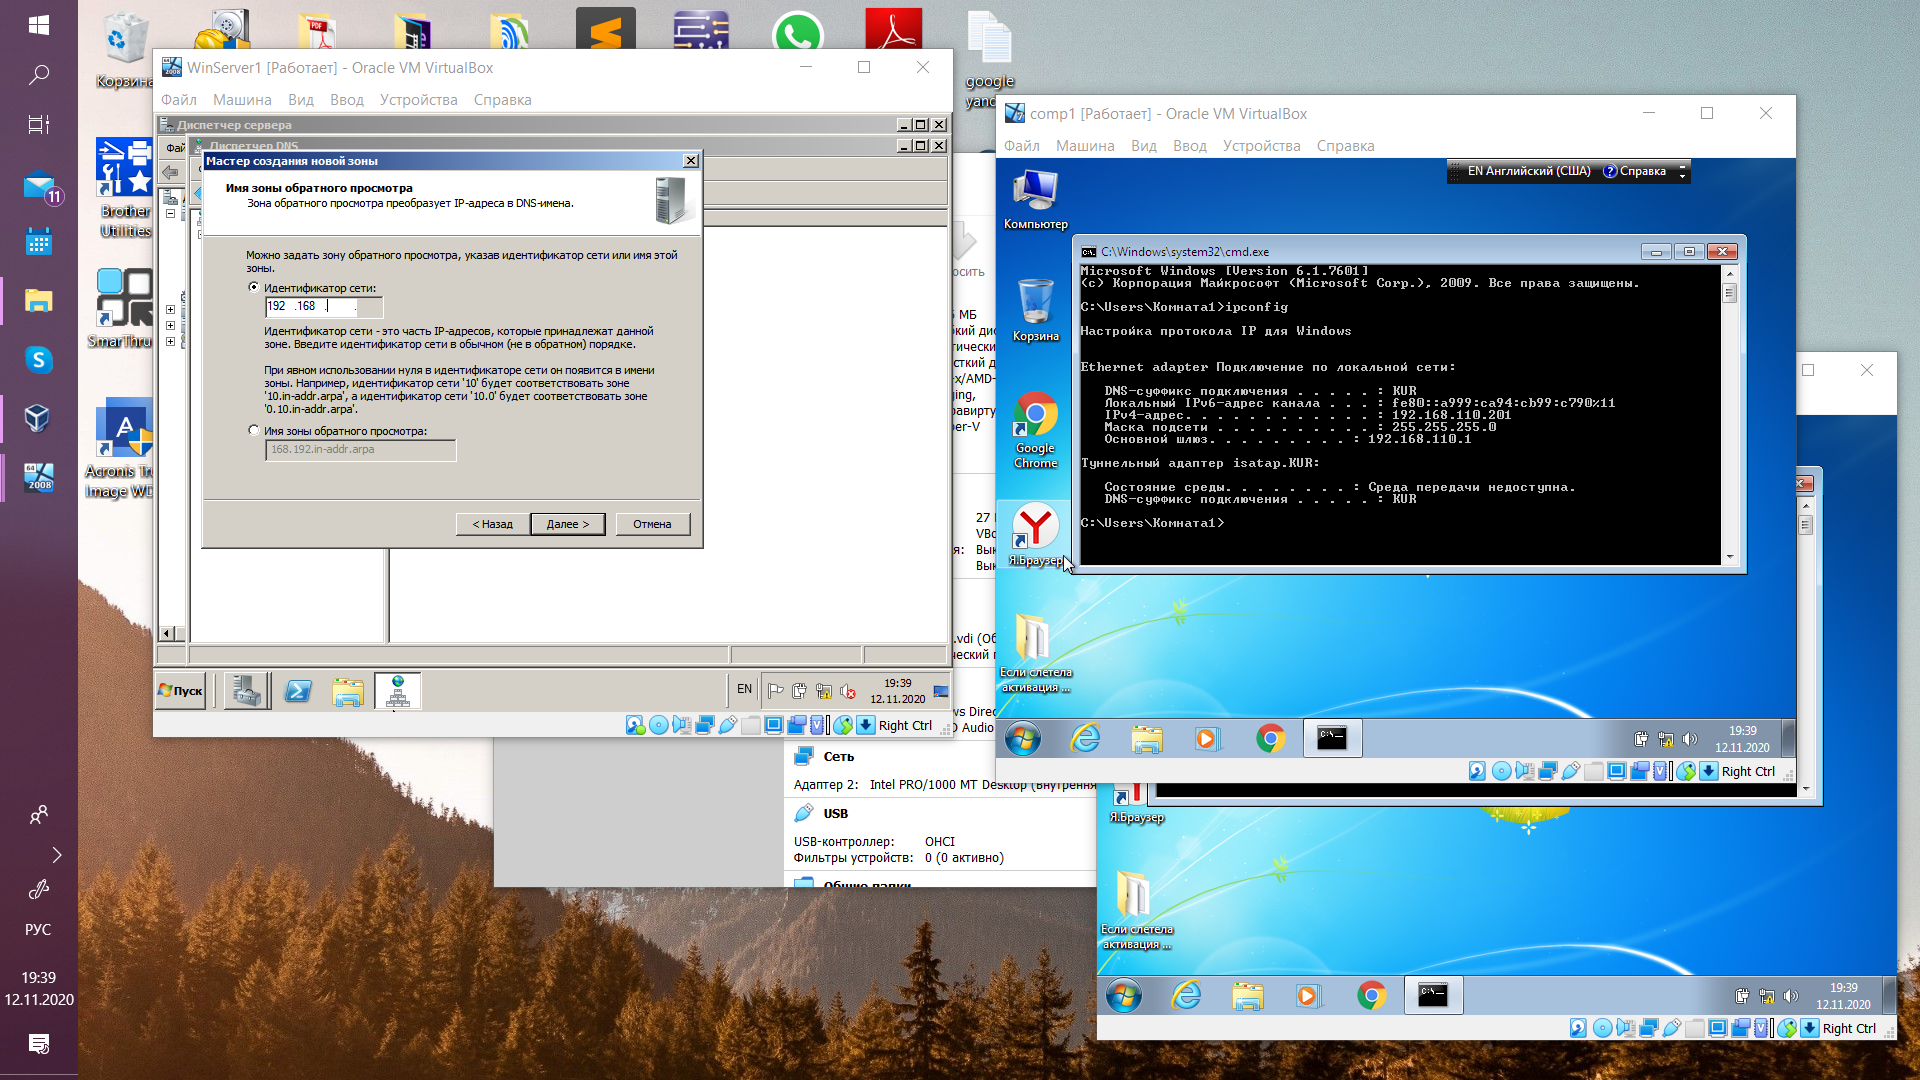 Корзина
Brother
Utilities
SmarThru
Acronis Tr
Image WD
google
11
РУС
19:39
12.11.2020
WinServer1 [Работает] - Oracle VM VirtualBox
Файл Машина Вид Ввод Устройства Справка
Диспетчер сервера
Диспетчер DNS
Мастер создания новой зоны
Имя зоны обратного просмотра
Зона обратного просмотра преобразует IP-адреса в DNS-имена.
Можно задать зону обратного просмотра, указав идентификатор сети или имя этой
зоны.
Идентификатор сети:
192 .168 . .
Идентификатор сети - это часть IP-адресов, которые принадлежат данной
зоне. Введите идентификатор сети в обычном (не в обратном) порядке.
При явном использовании нуля в идентификаторе сети он появится в имени
зоны. Например, идентификатор сети '10' будет соответствовать зоне
'10.in-addr.arpa', а идентификатор сети '10.0' будет соответствовать зоне
'0.10.in-addr.arpa'.
Имя зоны обратного просмотра:
168.192.in-addr.arpa
< Назад Далее > Отмена
Пуск
EN
19:39
12.11.2020
Right Ctrl
Сеть
Адаптер 2: Intel PRO/1000 MT Desktop (Внутрення
USB
USB-контроллер: OHCI
Фильтры устройств: 0 (0 активно)
Общие папки
comp1 [Работает] - Oracle VM VirtualBox
Файл Машина Вид Ввод Устройства Справка
EN Английский (США) Справка
Компьютер
Корзина
Google
Chrome
Я.Браузер
Если слетела
активация ...
C:\Windows\system32\cmd.exe
Microsoft Windows [Version 6.1.7601]
(c) Корпорация Майкрософт (Microsoft Corp.), 2009. Все права защищены.
C:\Users\Комната1>ipconfig
Настройка протокола IP для Windows
Ethernet adapter Подключение по локальной сети:
DNS-суффикс подключения . . . . . : KUR
Локальный IPv6-адрес канала . . . : fe80::a999:ca94:cb99:c790%11
IPv4-адрес. . . . . . . . . . . . : 192.168.110.201
Маска подсети . . . . . . . . . . : 255.255.255.0
Основной шлюз. . . . . . . . . : 192.168.110.1
Туннельный адаптер isatap.KUR:
Состояние среды. . . . . . . . : Среда передачи недоступна.
DNS-суффикс подключения . . . . . : KUR
C:\Users\Комната1>
19:39
12.11.2020
Right Ctrl
Я.Браузер
Если слетела
активация ...
19:39
12.11.2020
Right Ctrl